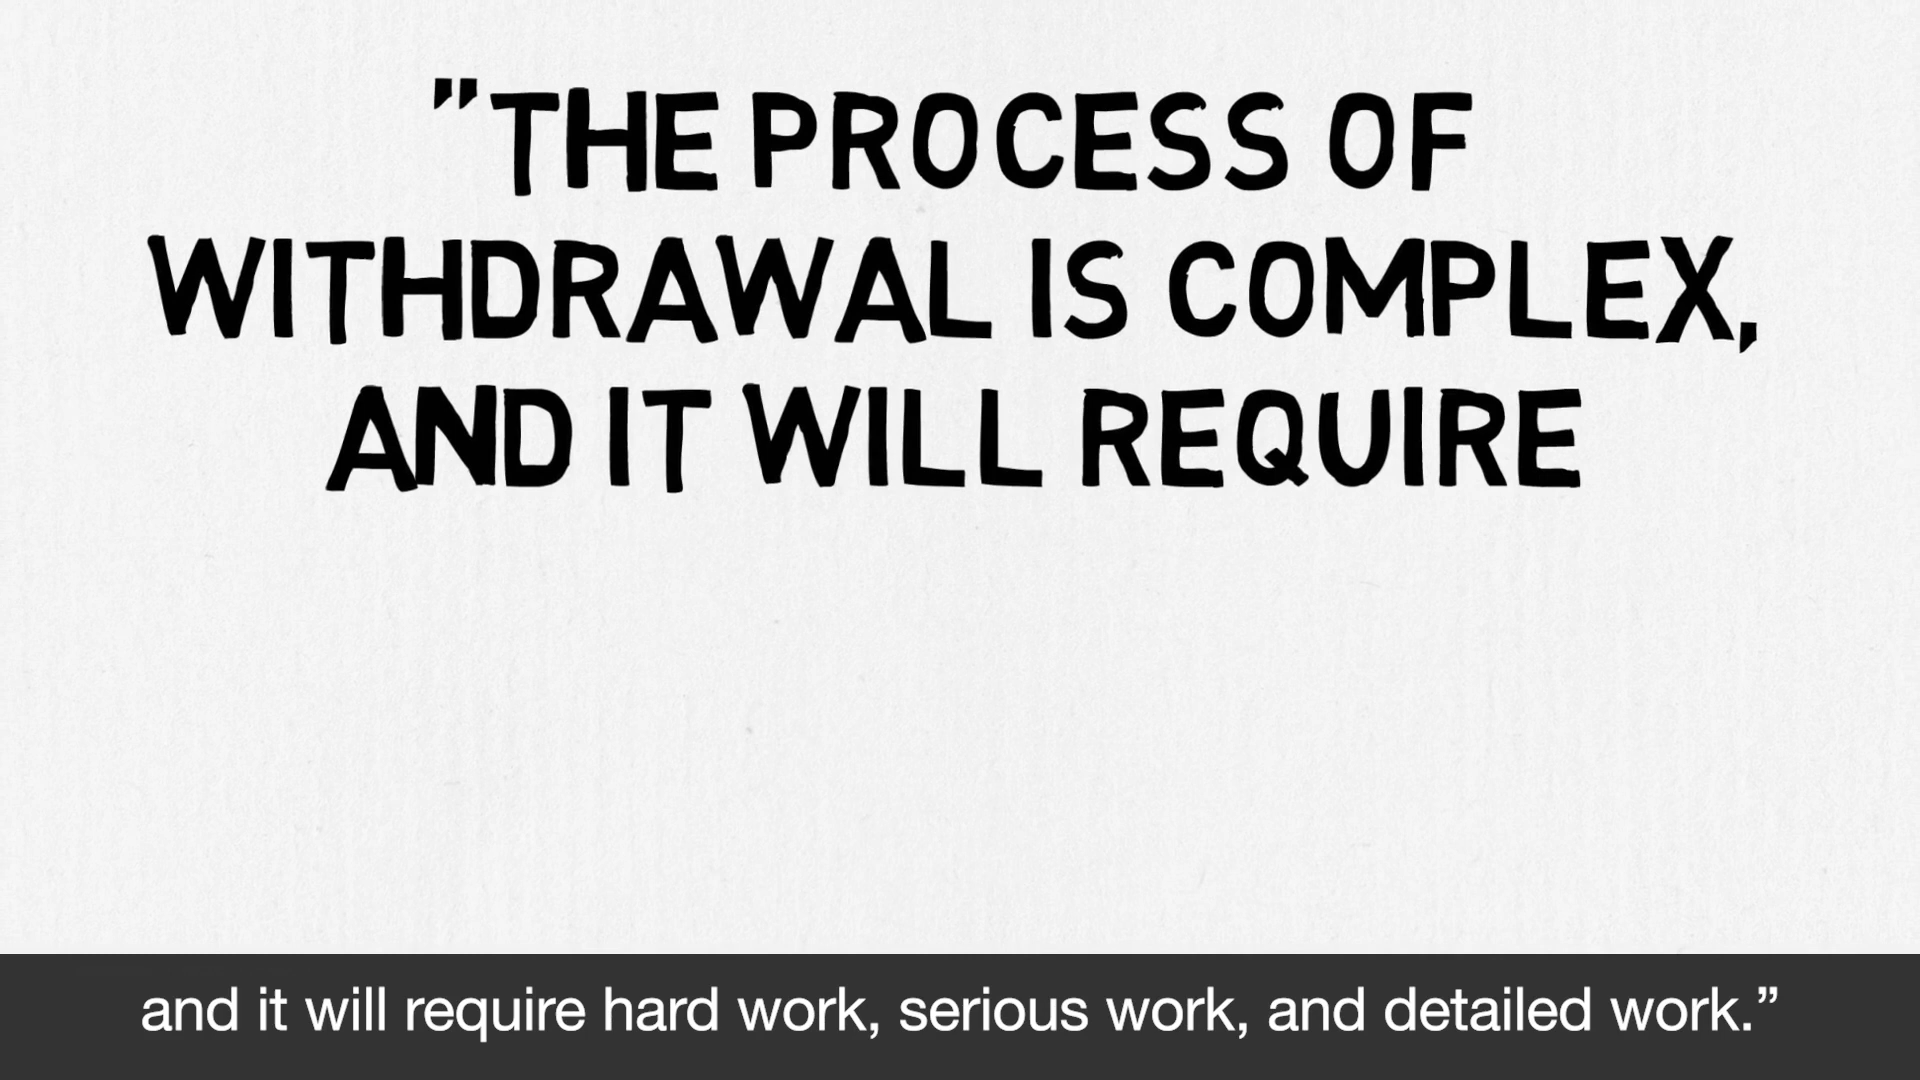 "THE PROCESS OF
WITHDRAWAL IS COMPLEX,
AND IT WILL REQUIRE
and it will require hard work, serious work, and detailed work.”